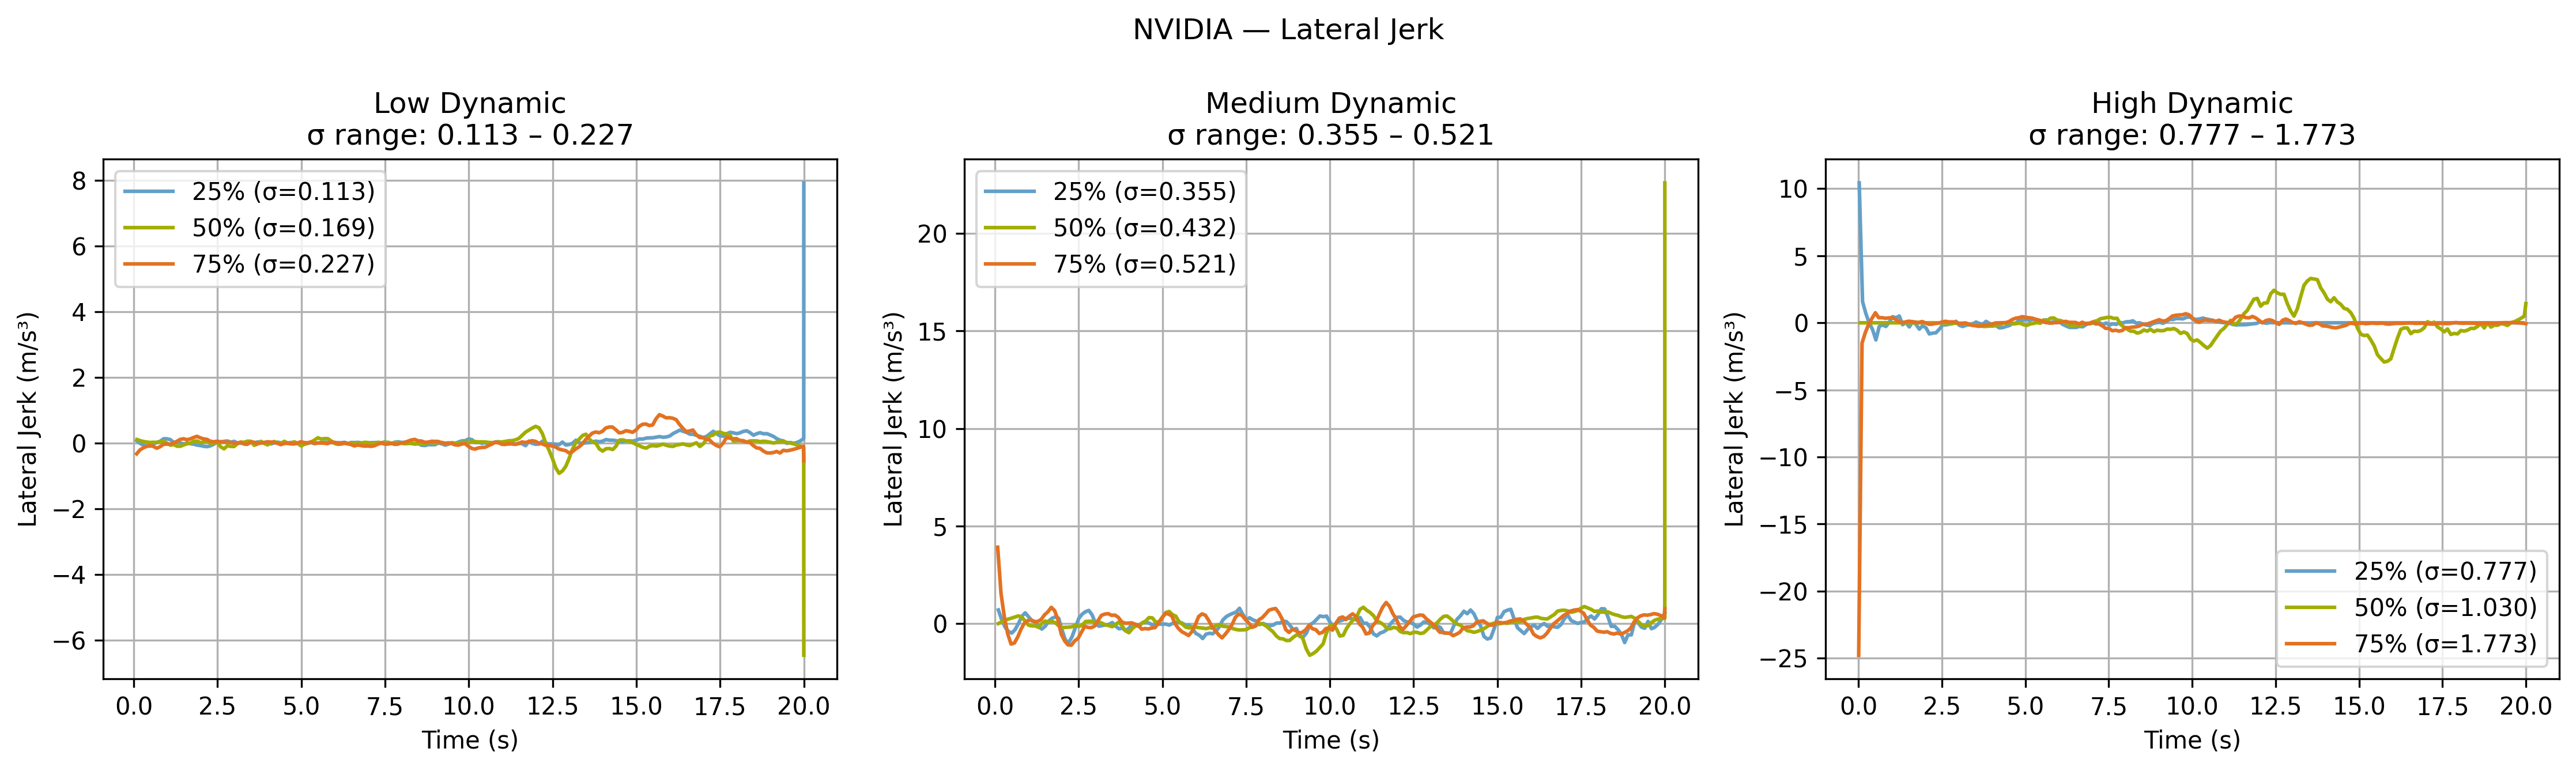 NVIDIA — Lateral Jerk
Low Dynamic
σ range: 0.113 – 0.227
8
6
4
2
0
−2
−4
−6
Lateral Jerk (m/s³)
25% (σ=0.113)
50% (σ=0.169)
75% (σ=0.227)
0.0 2.5 5.0 7.5 10.0 12.5 15.0 17.5 20.0
Time (s)
Medium Dynamic
σ range: 0.355 – 0.521
20
15
10
5
0
Lateral Jerk (m/s³)
25% (σ=0.355)
50% (σ=0.432)
75% (σ=0.521)
0.0 2.5 5.0 7.5 10.0 12.5 15.0 17.5 20.0
Time (s)
High Dynamic
σ range: 0.777 – 1.773
10
5
0
−5
−10
−15
−20
−25
Lateral Jerk (m/s³)
25% (σ=0.777)
50% (σ=1.030)
75% (σ=1.773)
0.0 2.5 5.0 7.5 10.0 12.5 15.0 17.5 20.0
Time (s)